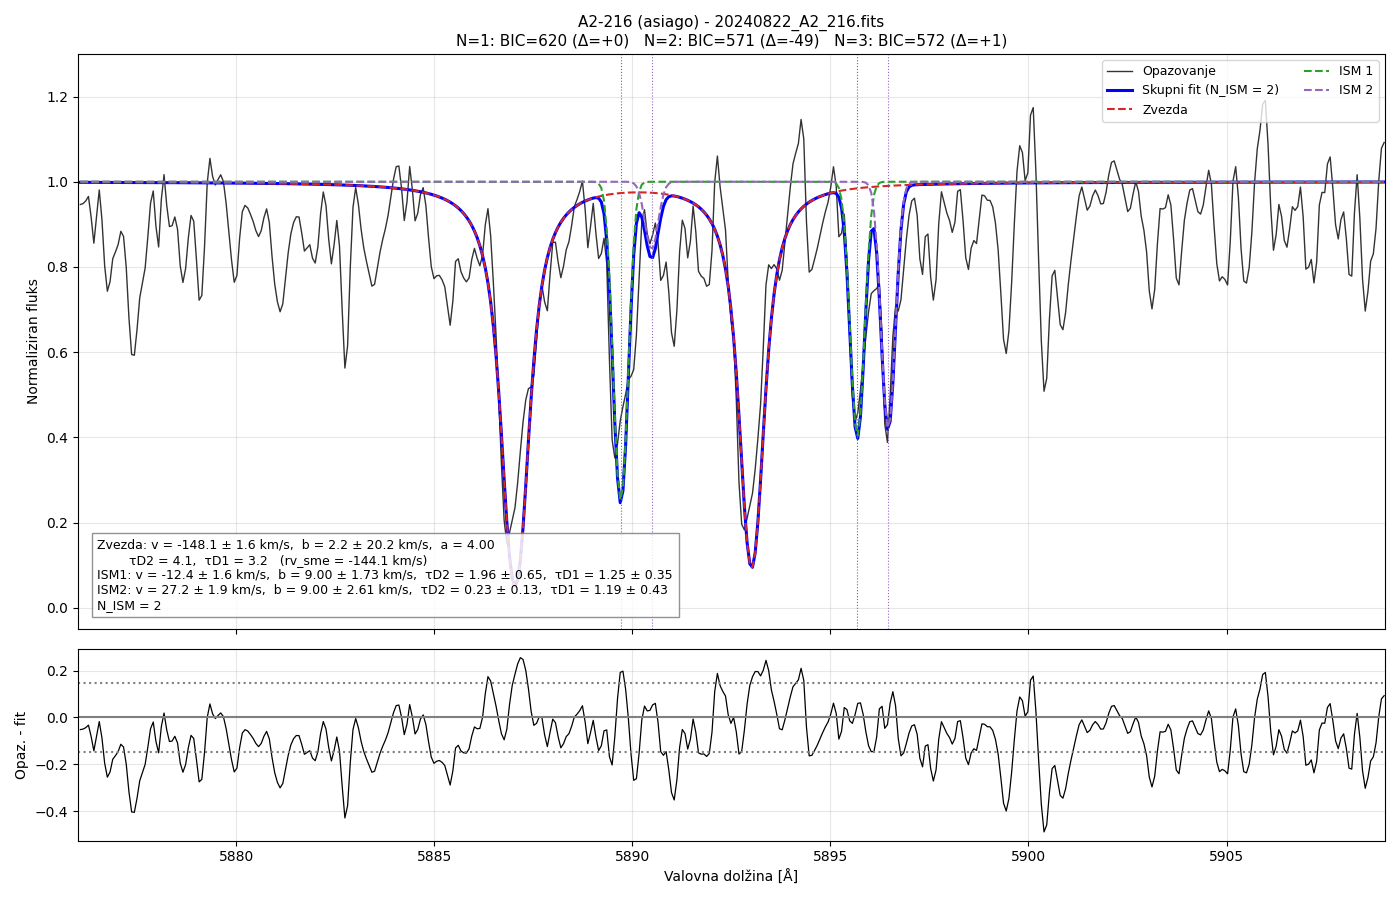 A2-216 (asiago) - 20240822_A2_216.fits
N=1: BIC=620 (Δ=+0)   N=2: BIC=571 (Δ=-49)   N=3: BIC=572 (Δ=+1)
Opazovanje
Skupni fit (N_ISM = 2)
Zvezda
ISM 1
ISM 2
Normaliziran fluks
1.2
1.0
0.8
0.6
0.4
0.2
0.0
Zvezda: v = -148.1 ± 1.6 km/s,  b = 2.2 ± 20.2 km/s,  a = 4.00
τD2 = 4.1,  τD1 = 3.2   (rv_sme = -144.1 km/s)
ISM1: v = -12.4 ± 1.6 km/s,  b = 9.00 ± 1.73 km/s,  τD2 = 1.96 ± 0.65,  τD1 = 1.25 ± 0.35
ISM2: v = 27.2 ± 1.9 km/s,  b = 9.00 ± 2.61 km/s,  τD2 = 0.23 ± 0.13,  τD1 = 1.19 ± 0.43
N_ISM = 2
Opaz. - fit
0.2
0.0
−0.2
−0.4
5880
5885
5890
5895
5900
5905
Valovna dolžina [Å]